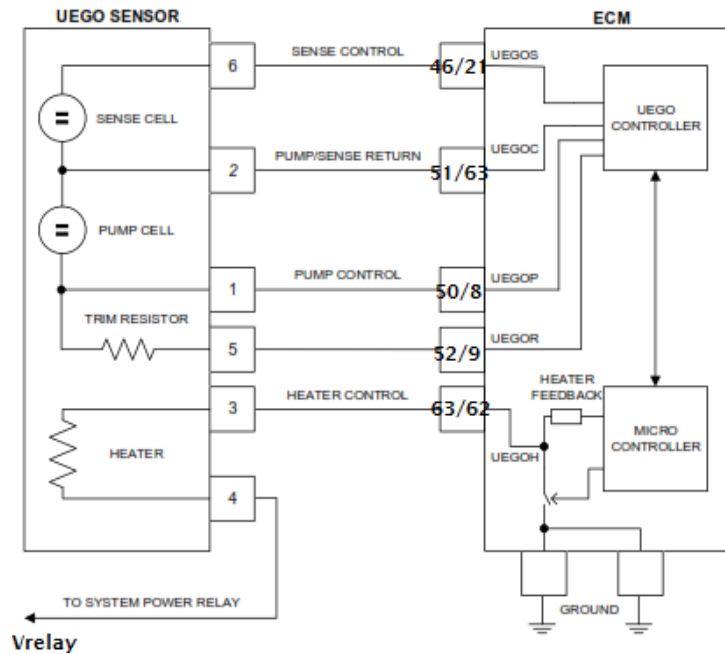 UEGO SENSOR
ECM
SENSE CONTROL
6
46/21
UEGOS
SENSE CELL
UEGO
CONTROLLER
PUMP/SENSE RETURN
2
51/63
UEGOC
PUMP CELL
PUMP CONTROL
1
50/8
UEGOP
TRIM RESISTOR
5
52/9
UEGOR
HEATER
FEEDBACK
HEATER CONTROL
3
63/62
MICRO
CONTROLLER
HEATER
UEGOH
4
TO SYSTEM POWER RELAY
GROUND
Vrelay